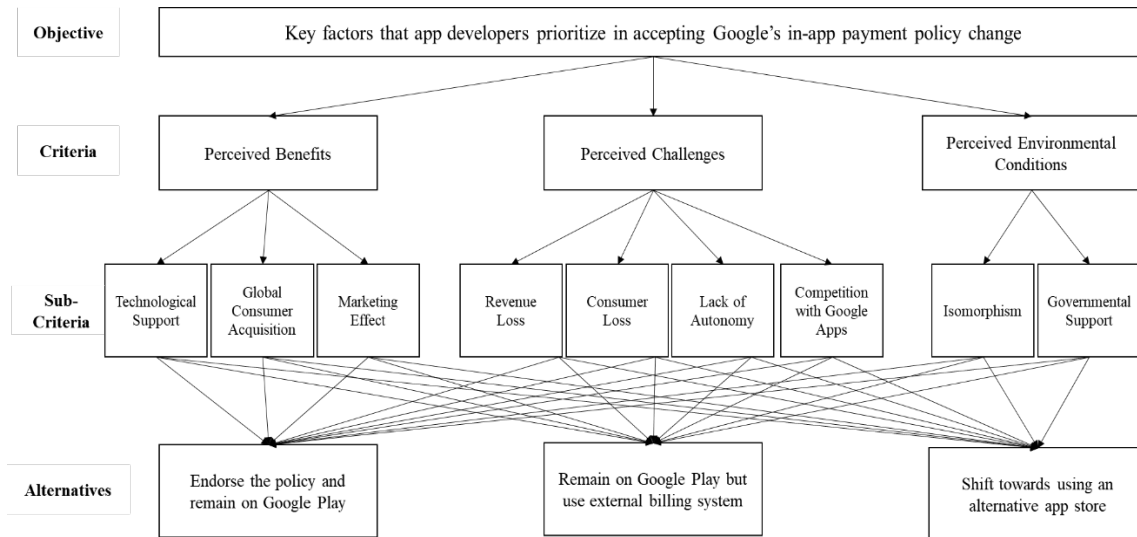 Objective
Key factors that app developers prioritize in accepting Google's in-app payment policy change
Criteria
Perceived Benefits
Perceived Challenges
Perceived Environmental
Conditions
Sub-
Criteria
Technological
Support
Global
Consumer
Acquisition
Marketing
Effect
Revenue
Loss
Consumer
Loss
Lack of
Autonomy
Competition
with Google
Apps
Isomorphism
Governmental
Support
Alternatives
Endorse the policy and
remain on Google Play
Remain on Google Play but
use external billing system
Shift towards using an
alternative app store